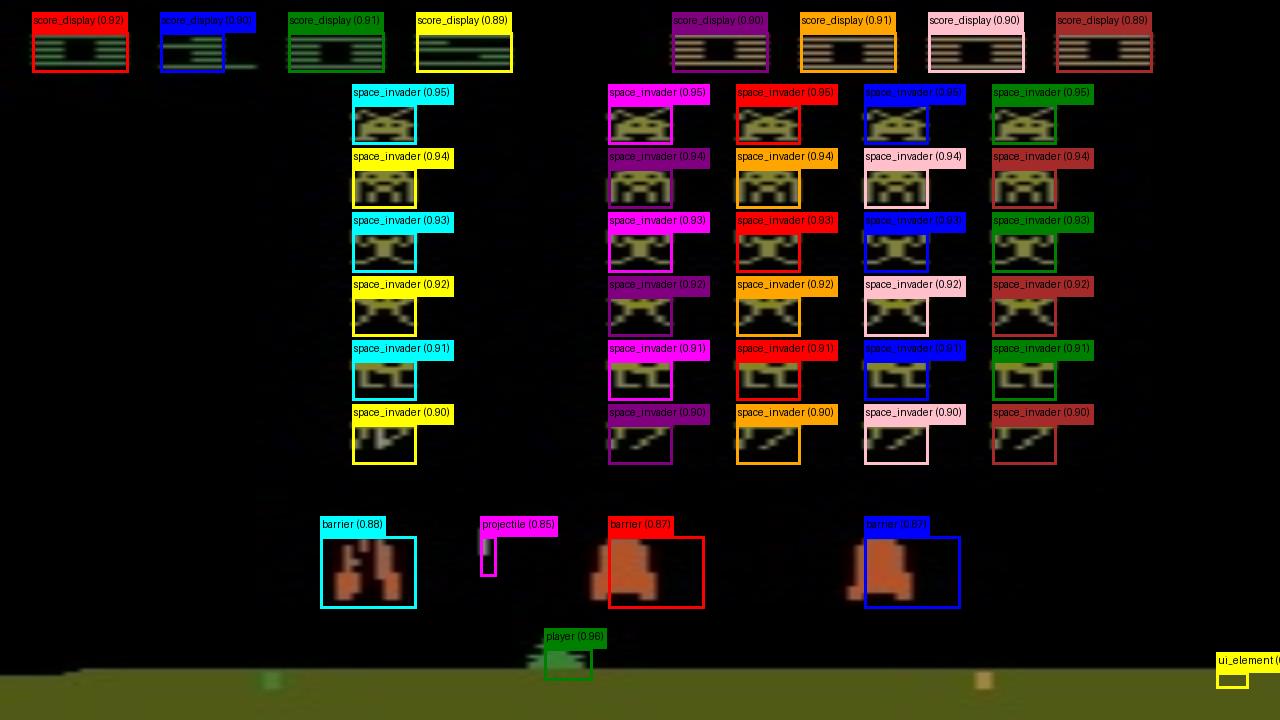 score_display (0.92) score_display (0.90) score_display (0.91) score_display (0.89) score_display (0.90) score_display (0.91) score_display (0.90) score_display (0.89)
space_invader (0.95) space_invader (0.95) space_invader (0.95) space_invader (0.95) space_invader (0.95)
space_invader (0.94) space_invader (0.94) space_invader (0.94) space_invader (0.94) space_invader (0.94)
space_invader (0.93) space_invader (0.93) space_invader (0.93) space_invader (0.93) space_invader (0.93)
space_invader (0.92) space_invader (0.92) space_invader (0.92) space_invader (0.92) space_invader (0.92)
space_invader (0.91) space_invader (0.91) space_invader (0.91) space_invader (0.91) space_invader (0.91)
space_invader (0.90) space_invader (0.90) space_invader (0.90) space_invader (0.90) space_invader (0.90)
barrier (0.88) projectile (0.85) barrier (0.87) barrier (0.87)
player (0.96)
ui_element